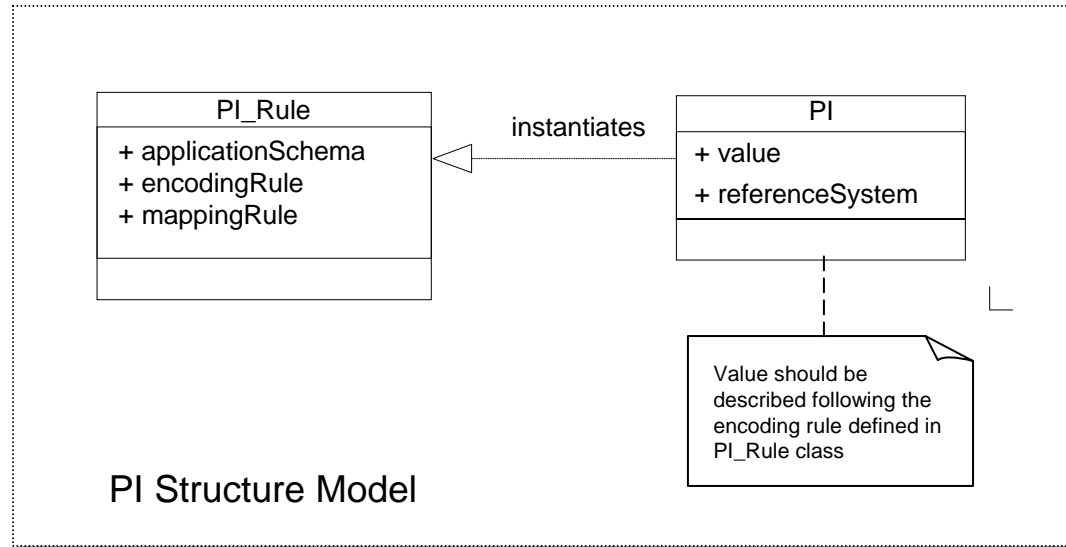 PI_Rule
+ applicationSchema
+ encodingRule
+ mappingRule
instantiates
PI
+ value
+ referenceSystem
Value should be
described following the
encoding rule defined in
PI_Rule class
PI Structure Model